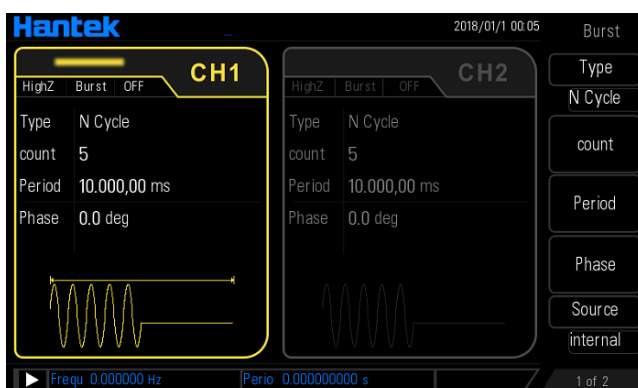 Hantek 2018/01/1 00:05 Burst
CH1 CH2 Type
HighZ Burst OFF HighZ Burst OFF N Cycle
Type N Cycle Type N Cycle
count 5 count 5 count
Period 10.000,00 ms Period 10.000,00 ms Period
Phase 0.0 deg Phase 0.0 deg
Phase
Source
internal
Frequ 0.000000 Hz Perio 0.000000000 s 1 of 2